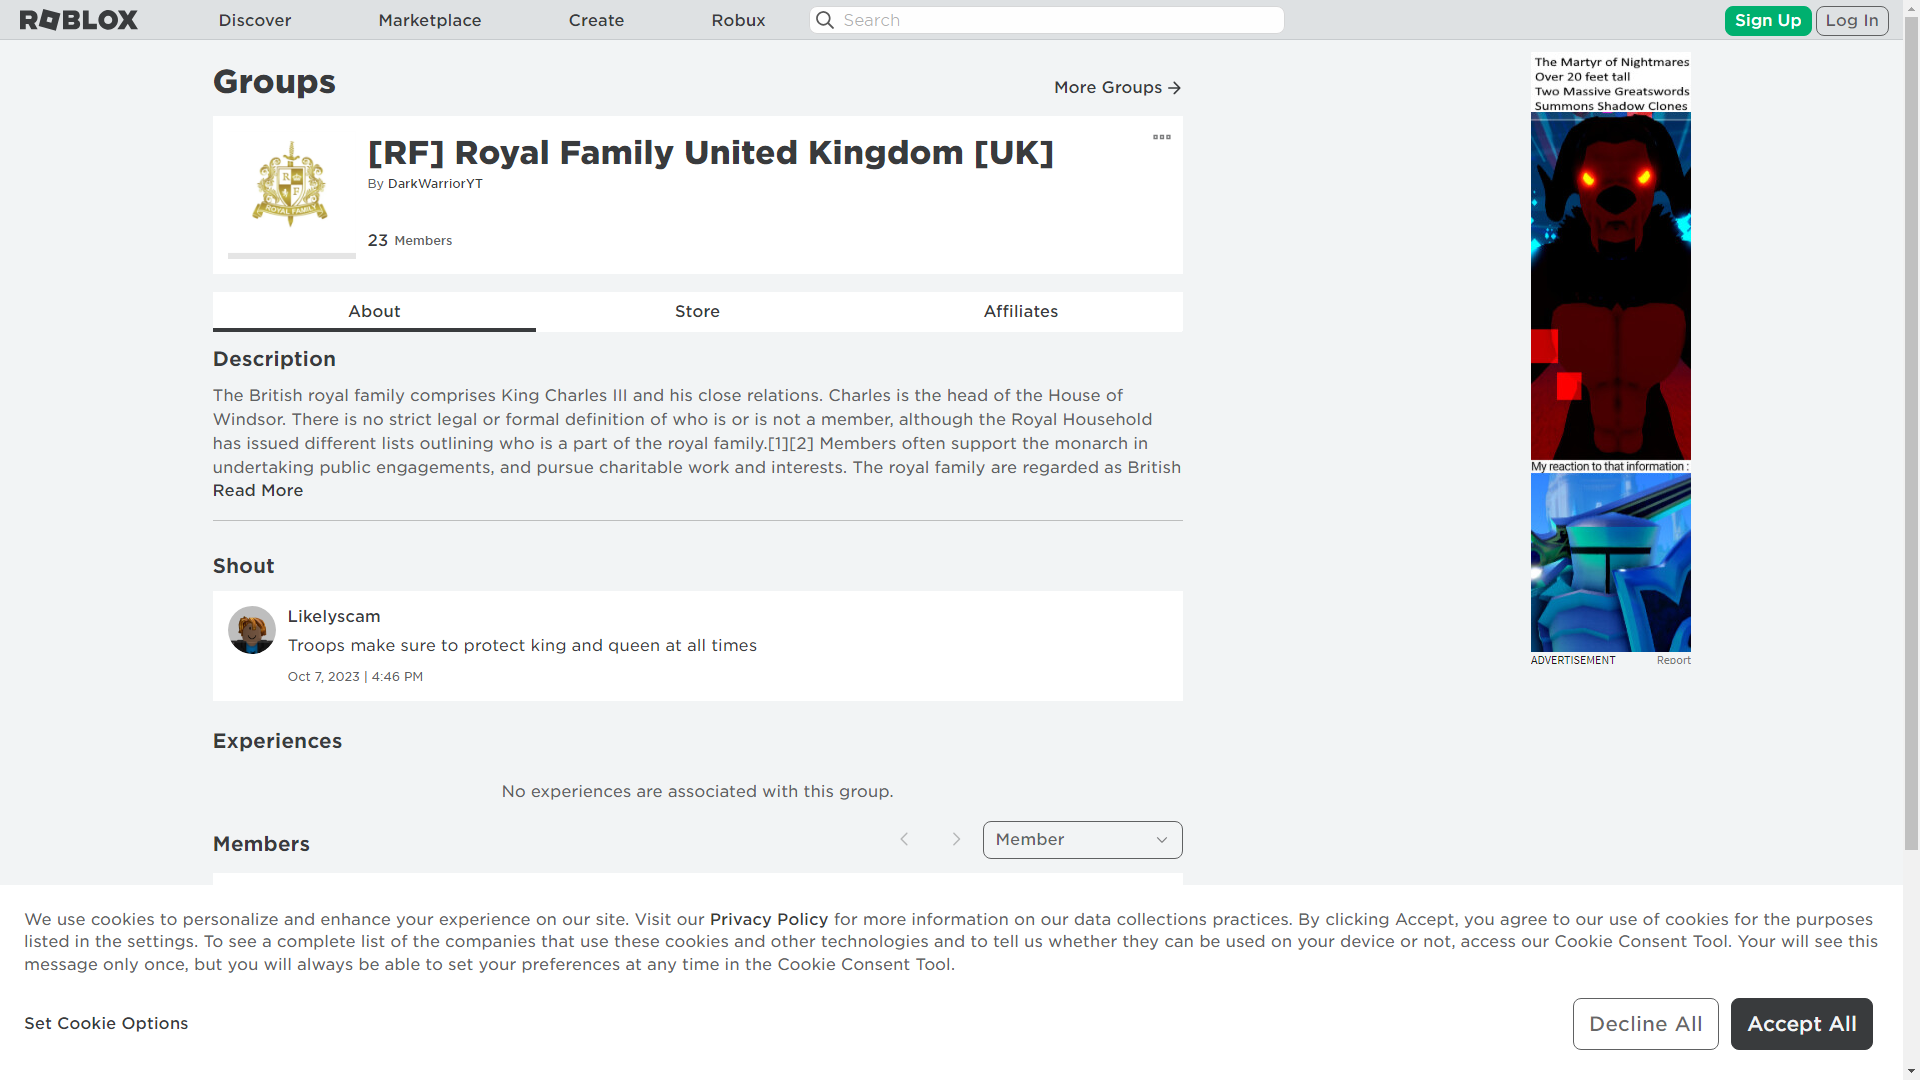 ROBLOX Discover Marketplace Create Robux Search Sign Up Log In
Groups
More Groups
[RF] Royal Family United Kingdom [UK]
By DarkWarriorYT
R F
ROYAL FAMILY
23 Members
About Store Affiliates
Description
The British royal family comprises King Charles III and his close relations. Charles is the head of the House of
Windsor. There is no strict legal or formal definition of who is or is not a member, although the Royal Household
has issued different lists outlining who is a part of the royal family.[1][2] Members often support the monarch in
undertaking public engagements, and pursue charitable work and interests. The royal family are regarded as British
Read More
Shout
Likelyscam
Troops make sure to protect king and queen at all times
Oct 7, 2023 | 4:46 PM
Experiences
No experiences are associated with this group.
Members
Member
The Martyr of Nightmares
Over 20 feet tall
Two Massive Greatswords
Summons Shadow Clones
My reaction to that information :
ADVERTISEMENT Report
We use cookies to personalize and enhance your experience on our site. Visit our Privacy Policy for more information on our data collections practices. By clicking Accept, you agree to our use of cookies for the purposes
listed in the settings. To see a complete list of the companies that use these cookies and other technologies and to tell us whether they can be used on your device or not, access our Cookie Consent Tool. Your will see this
message only once, but you will always be able to set your preferences at any time in the Cookie Consent Tool.
Set Cookie Options
Decline All
Accept All